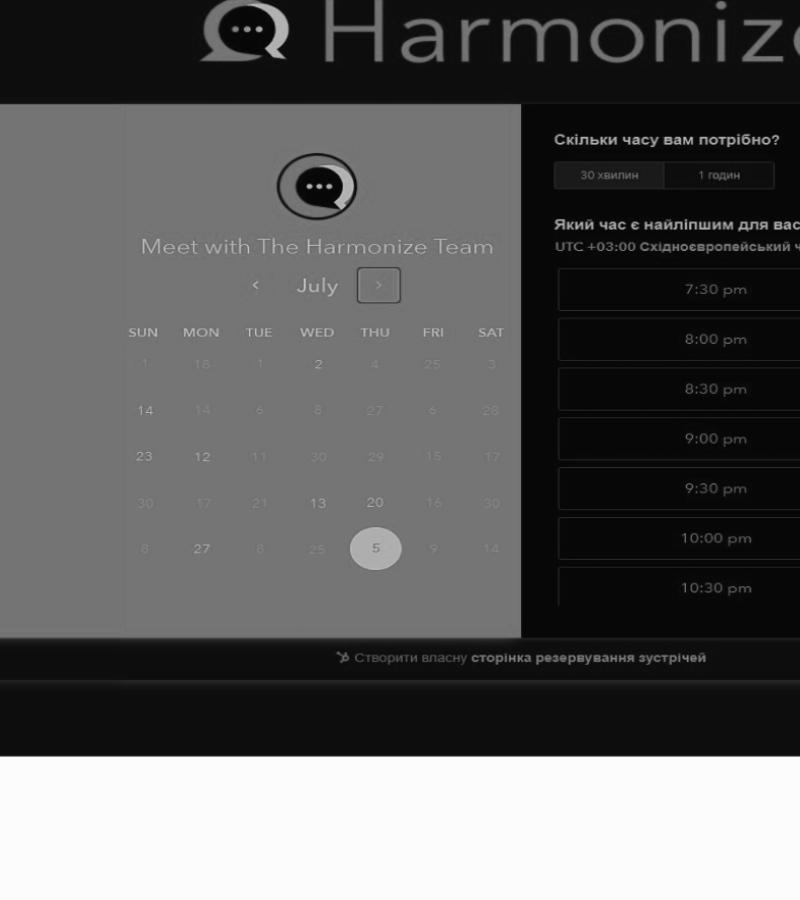 Harmonize
Meet with The Harmonize Team
July
SUN MON TUE WED THU FRI SAT
1 18 1 2 4 25 3
14 14 6 8 27 6 28
23 12 11 30 29 15 17
30 17 21 13 20 16 30
8 27 8 25 5 9 14
Скільки часу вам потрібно?
30 хвилин 1 годин
Який час є найліпшим для вас
UTC +03:00 Східноєвропейський ч
7:30 pm
8:00 pm
8:30 pm
9:00 pm
9:30 pm
10:00 pm
10:30 pm
Створити власну сторінка резервування зустрічей